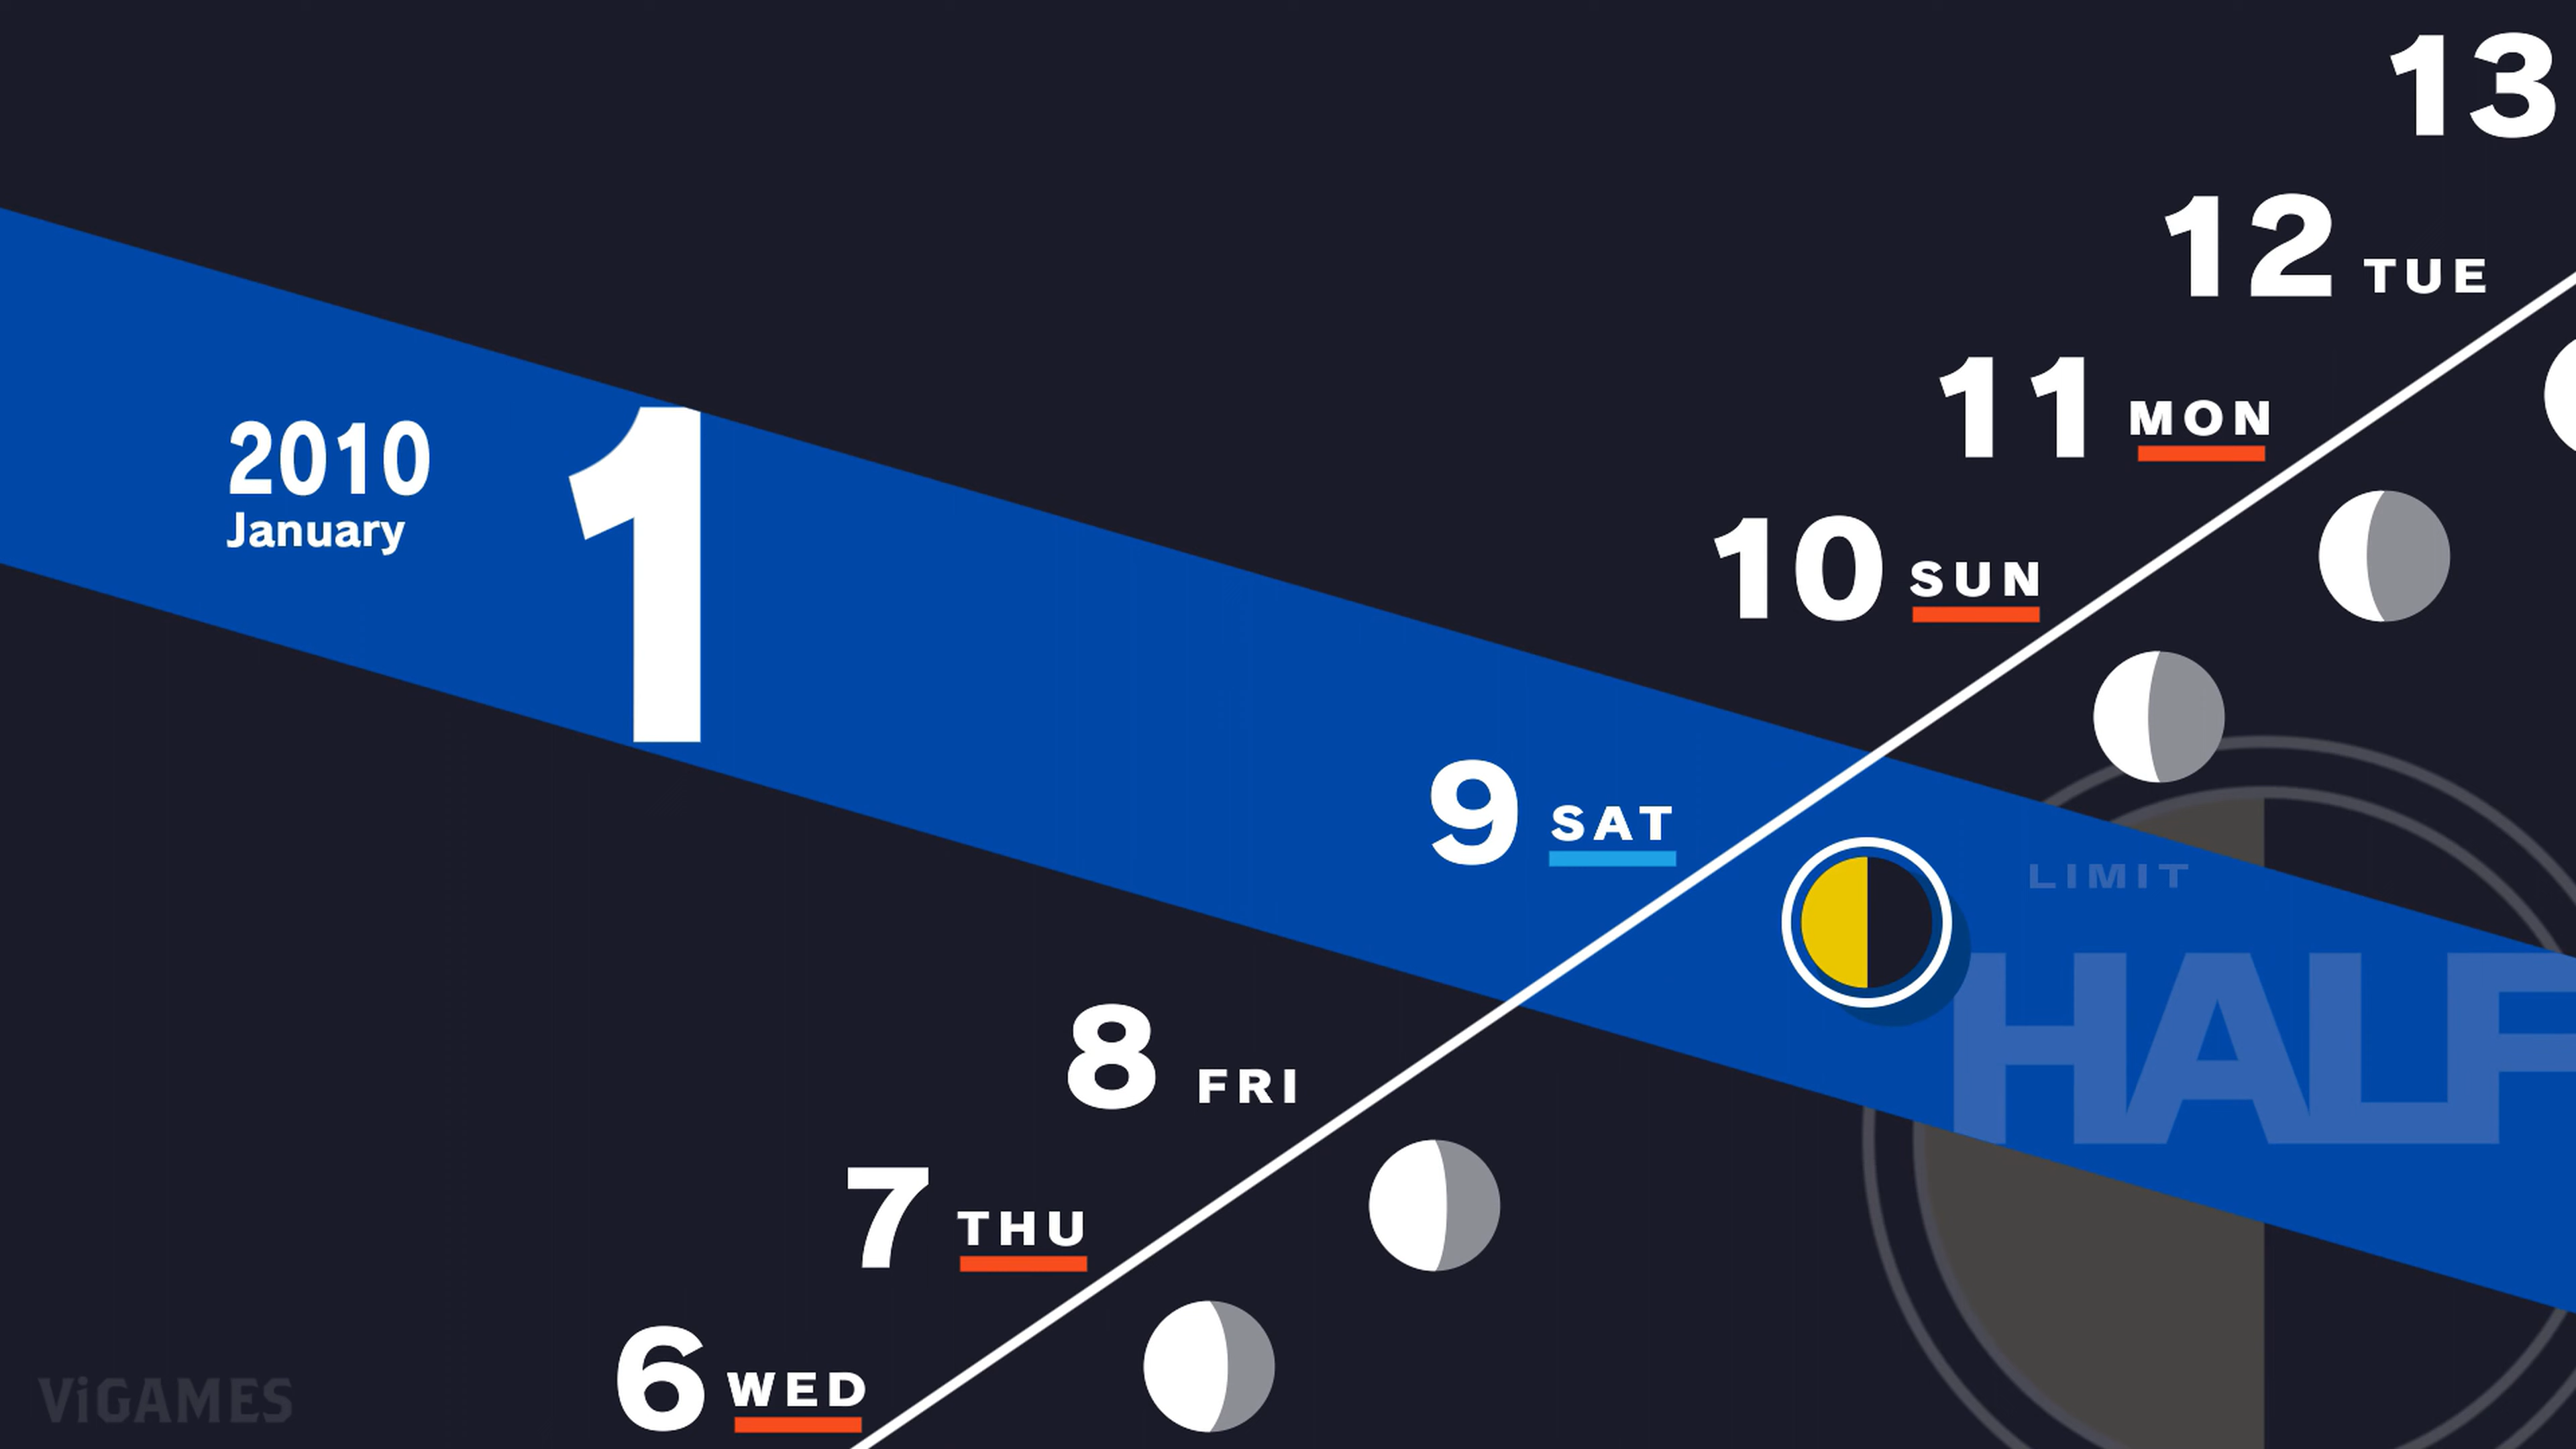 13
12 TUE
11 MON
2010
January
1
10 SUN
9 SAT
LIMIT
HALF
8 FRI
7 THU
6 WED
ViGAMES